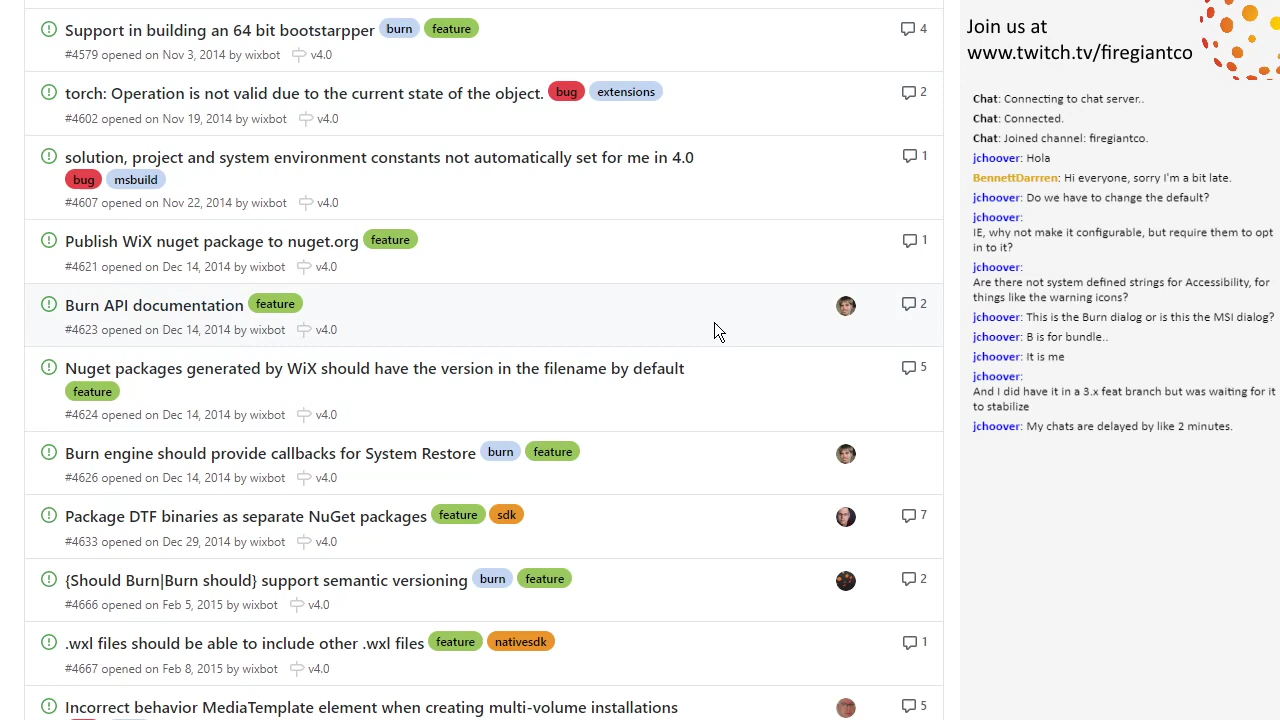 Support in building an 64 bit bootstarpper burn feature 4
#4579 opened on Nov 3, 2014 by wixbot v4.0
torch: Operation is not valid due to the current state of the object. bug extensions 2
#4602 opened on Nov 19, 2014 by wixbot v4.0
solution, project and system environment constants not automatically set for me in 4.0 1
bug msbuild
#4607 opened on Nov 22, 2014 by wixbot v4.0
Publish WiX nuget package to nuget.org feature 1
#4621 opened on Dec 14, 2014 by wixbot v4.0
Burn API documentation feature 2
#4623 opened on Dec 14, 2014 by wixbot v4.0
Nuget packages generated by WiX should have the version in the filename by default 5
feature
#4624 opened on Dec 14, 2014 by wixbot v4.0
Burn engine should provide callbacks for System Restore burn feature
#4626 opened on Dec 14, 2014 by wixbot v4.0
Package DTF binaries as separate NuGet packages feature sdk 7
#4633 opened on Dec 29, 2014 by wixbot v4.0
{Should Burn|Burn should} support semantic versioning burn feature 2
#4666 opened on Feb 5, 2015 by wixbot v4.0
.wxl files should be able to include other .wxl files feature nativesdk 1
#4667 opened on Feb 8, 2015 by wixbot v4.0
Incorrect behavior MediaTemplate element when creating multi-volume installations 5
Join us at
www.twitch.tv/firegiantco
Chat: Connecting to chat server..
Chat: Connected.
Chat: Joined channel: firegiantco.
jchoover: Hola
BennettDarrren: Hi everyone, sorry I'm a bit late.
jchoover: Do we have to change the default?
jchoover:
IE, why not make it configurable, but require them to opt
in to it?
jchoover:
Are there not system defined strings for Accessibility, for
things like the warning icons?
jchoover: This is the Burn dialog or is this the MSI dialog?
jchoover: B is for bundle..
jchoover: It is me
jchoover:
And I did have it in a 3.x feat branch but was waiting for it
to stabilize
jchoover: My chats are delayed by like 2 minutes.